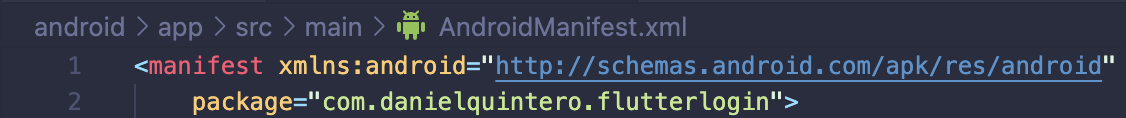 android > app > src > main > AndroidManifest.xml
1 <manifest xmlns:android="http://schemas.android.com/apk/res/android"
2 package="com.danielquintero.flutterlogin">